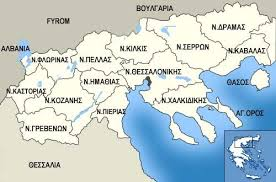 ΒΟΥΛΓΑΡΙΑ
FYROM
Ν.ΔΡΑΜΑΣ
ΑΛΒΑΝΙΑ
Ν.ΣΕΡΡΩΝ
Ν.ΚΙΛΚΙΣ
Ν.ΚΑΒΑΛΑΣ
Ν.ΦΛΩΡΙΝΑΣ
Ν.ΠΕΛΛΑΣ
Ν.ΘΕΣΣΑΛΟΝΙΚΗΣ
Ν.ΗΜΑΘΙΑΣ
ΘΑΣΟΣ
Ν.ΚΑΣΤΟΡΙΑΣ
Ν.ΚΟΖΑΝΗΣ
Ν.ΧΑΛΚΙΔΙΚΗΣ
Ν.ΠΙΕΡΙΑΣ
ΑΓ.ΟΡΟΣ
Ν.ΓΡΕΒΕΝΩΝ
ΘΕΣΣΑΛΙΑ